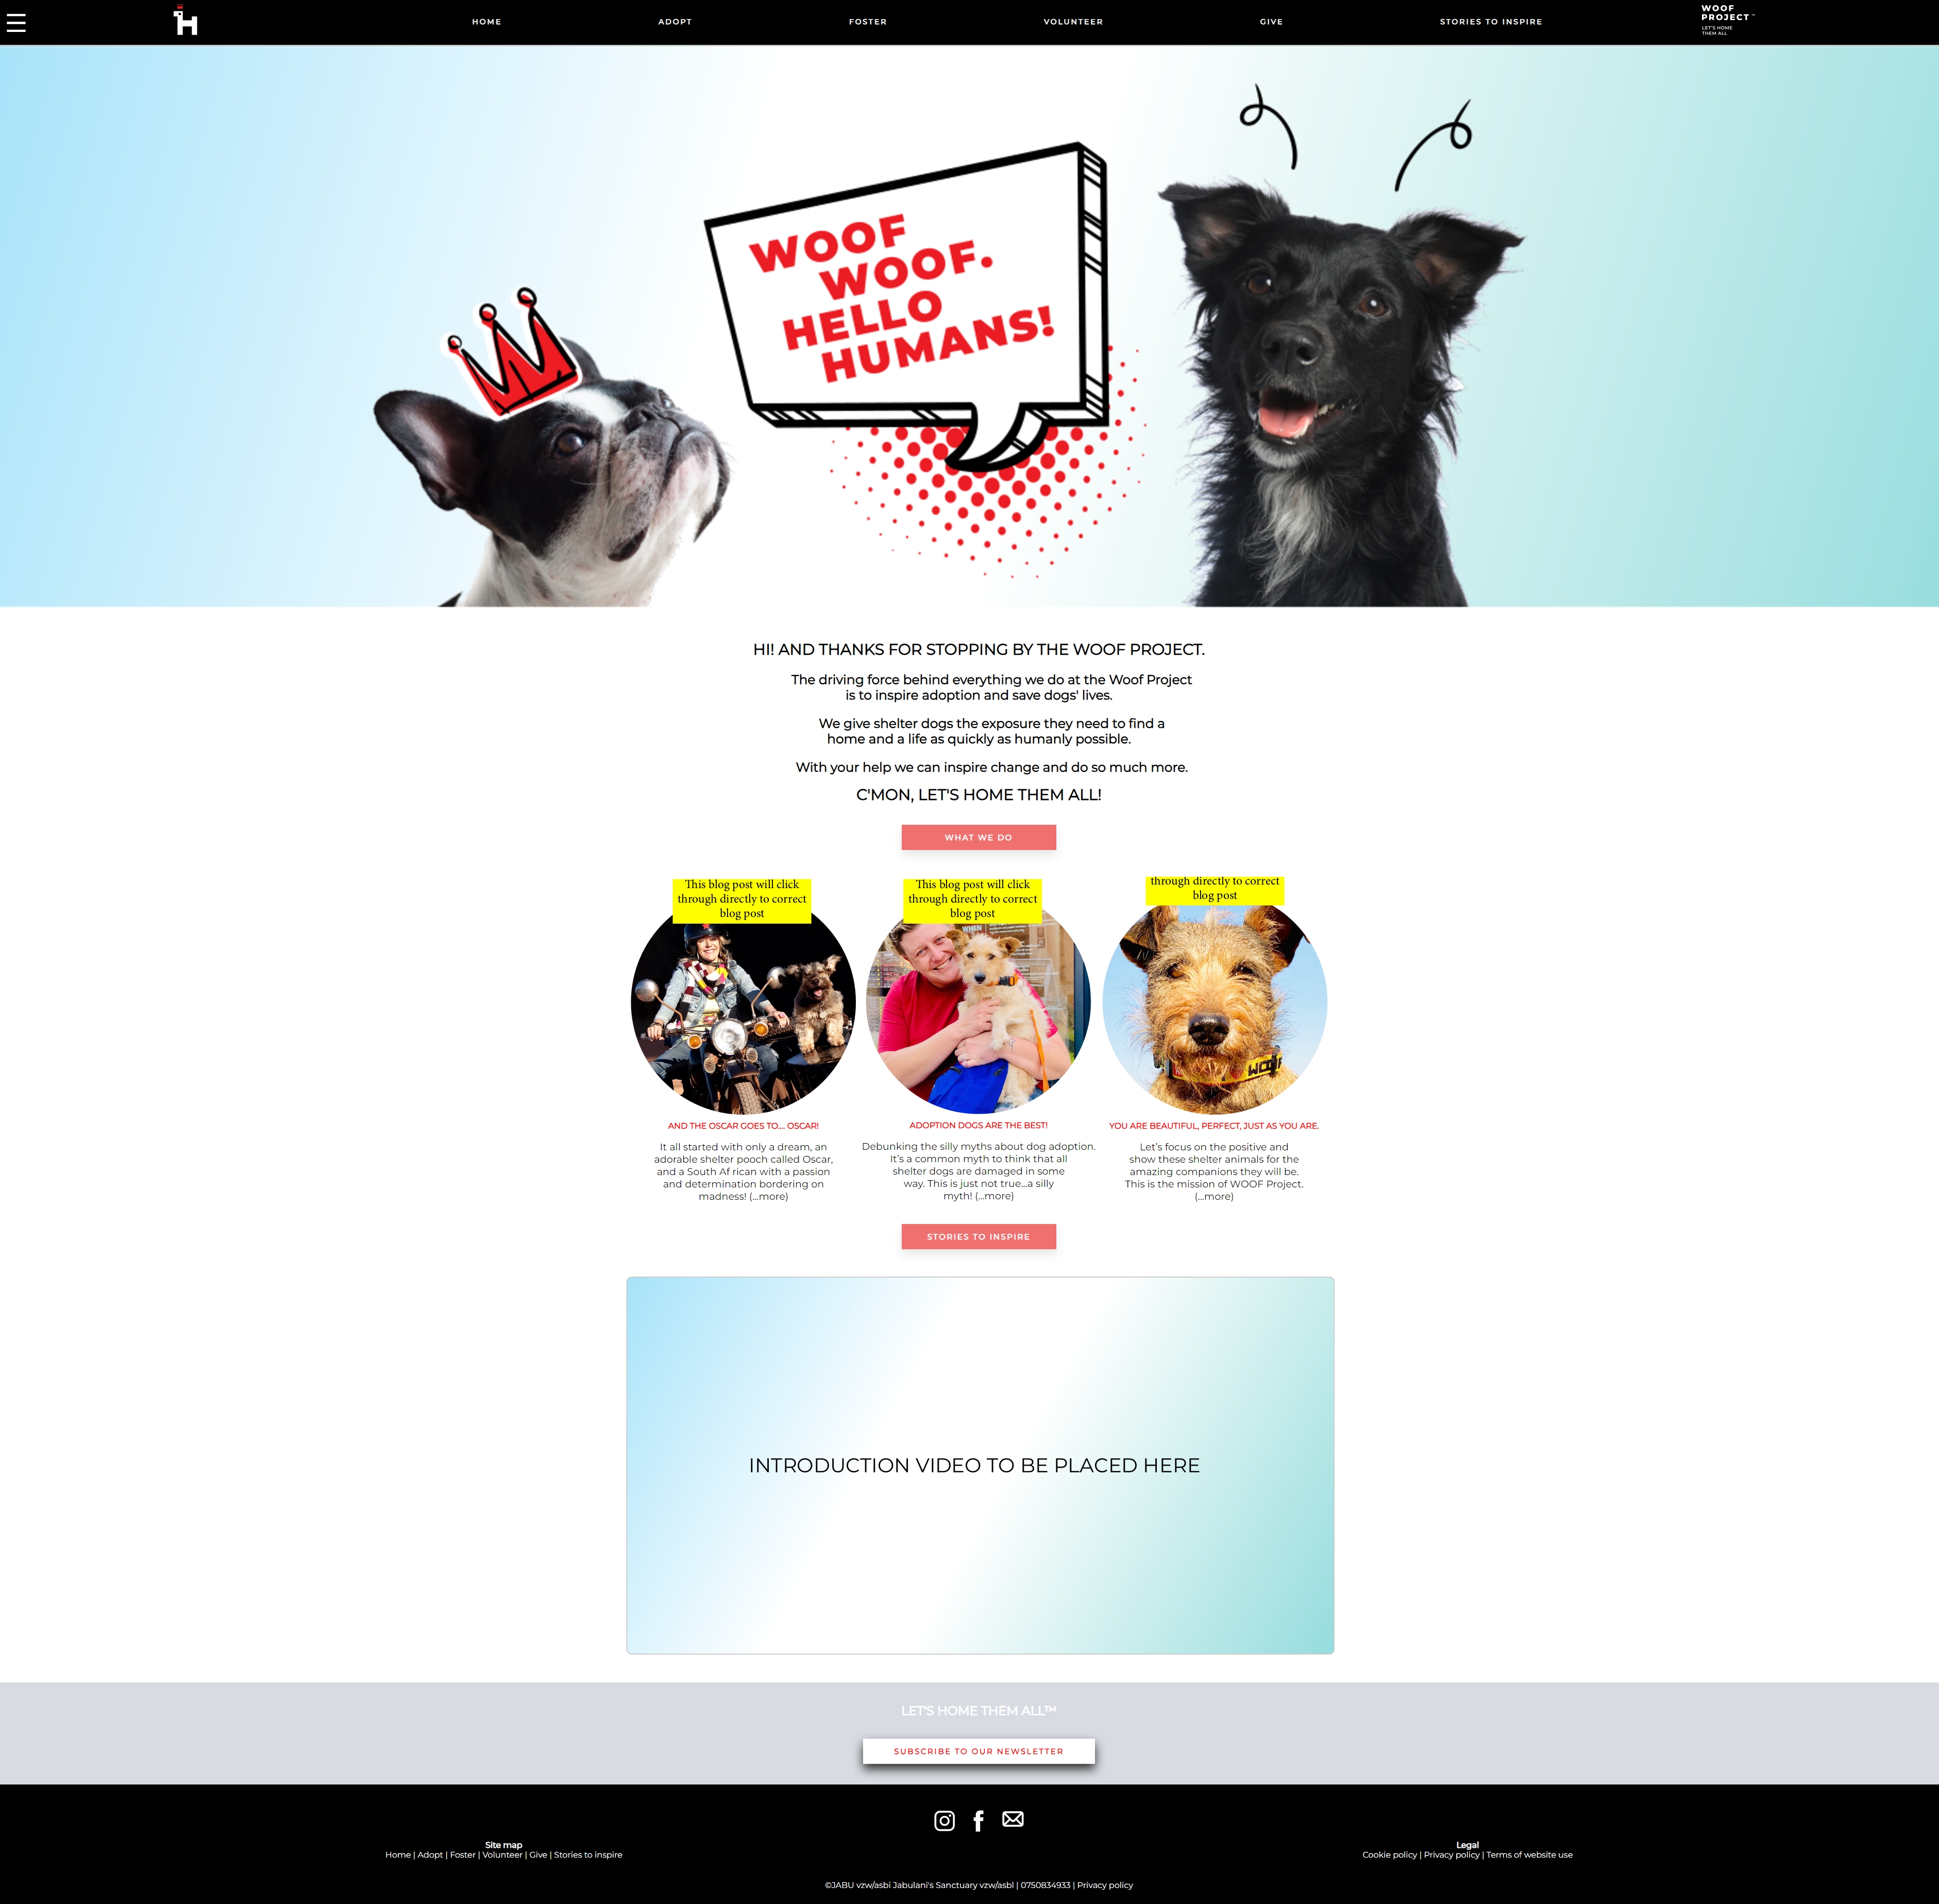 HOME
ADOPT
FOSTER
VOLUNTEER
GIVE
STORIES TO INSPIRE
WOOF
PROJECT™
LET'S HOME
THEM ALL
WOOF
WOOF.
HELLO
HUMANS!
HI! AND THANKS FOR STOPPING BY THE WOOF PROJECT.
The driving force behind everything we do at the Woof Project
is to inspire adoption and save dogs' lives.
We give shelter dogs the exposure they need to find a
home and a life as quickly as humanly possible.
With your help we can inspire change and do so much more.
C'MON, LET'S HOME THEM ALL!
WHAT WE DO
This blog post will click
through directly to correct
blog post
This blog post will click
through directly to correct
blog post
through directly to correct
blog post
WHEN
WOOF
AND THE OSCAR GOES TO.... OSCAR!
It all started with only a dream, an
adorable shelter pooch called Oscar,
and a South Af rican with a passion
and determination bordering on
madness! (...more)
ADOPTION DOGS ARE THE BEST!
Debunking the silly myths about dog adoption.
It's a common myth to think that all
shelter dogs are damaged in some
way. This is just not true...a silly
myth! (...more)
YOU ARE BEAUTIFUL, PERFECT, JUST AS YOU ARE.
Let's focus on the positive and
show these shelter animals for the
amazing companions they will be.
This is the mission of WOOF Project.
(...more)
STORIES TO INSPIRE
INTRODUCTION VIDEO TO BE PLACED HERE
LET'S HOME THEM ALL™
SUBSCRIBE TO OUR NEWSLETTER
Site map
Home | Adopt | Foster | Volunteer | Give | Stories to inspire
Legal
Cookie policy | Privacy policy | Terms of website use
©JABU vzw/asbi Jabulani's Sanctuary vzw/asbl | 0750834933 | Privacy policy